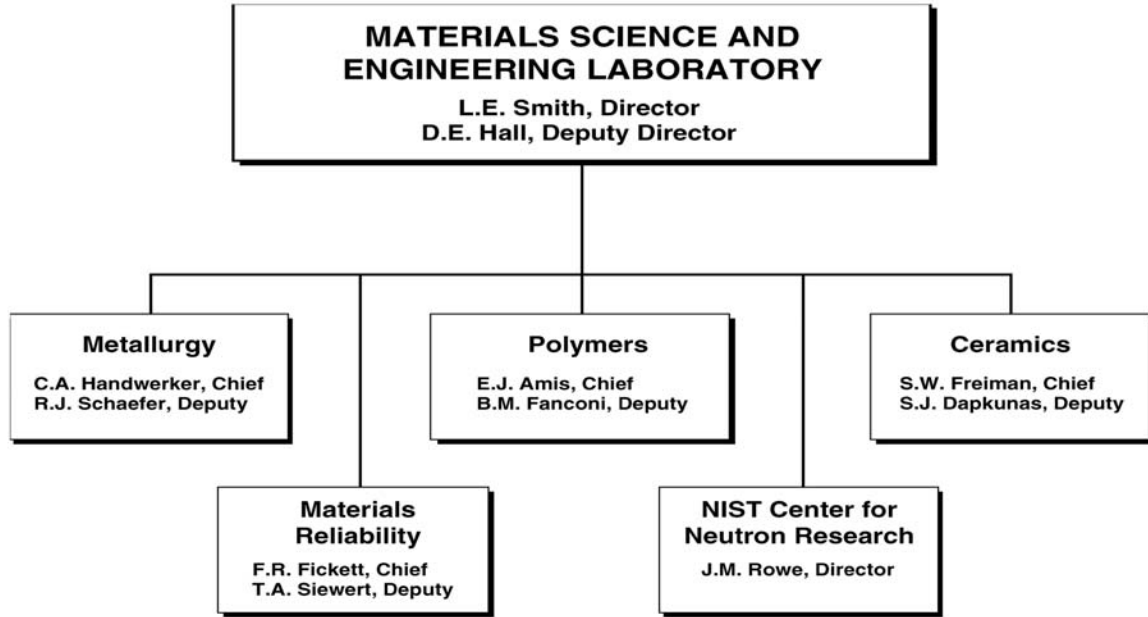 MATERIALS SCIENCE AND
ENGINEERING LABORATORY
L.E. Smith, Director
D.E. Hall, Deputy Director
Metallurgy
C.A. Handwerker, Chief
R.J. Schaefer, Deputy
Polymers
E.J. Amis, Chief
B.M. Fanconi, Deputy
Ceramics
S.W. Freiman, Chief
S.J. Dapkunas, Deputy
Materials
Reliability
F.R. Fickett, Chief
T.A. Siewert, Deputy
NIST Center for
Neutron Research
J.M. Rowe, Director